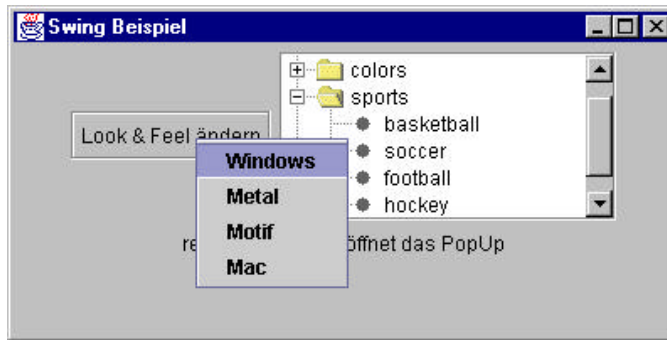 Swing Beispiel
colors
sports
basketball
Look & Feel ändern
soccer
football
hockey
Windows
Metal
Motif
Mac
öffnet das PopUp